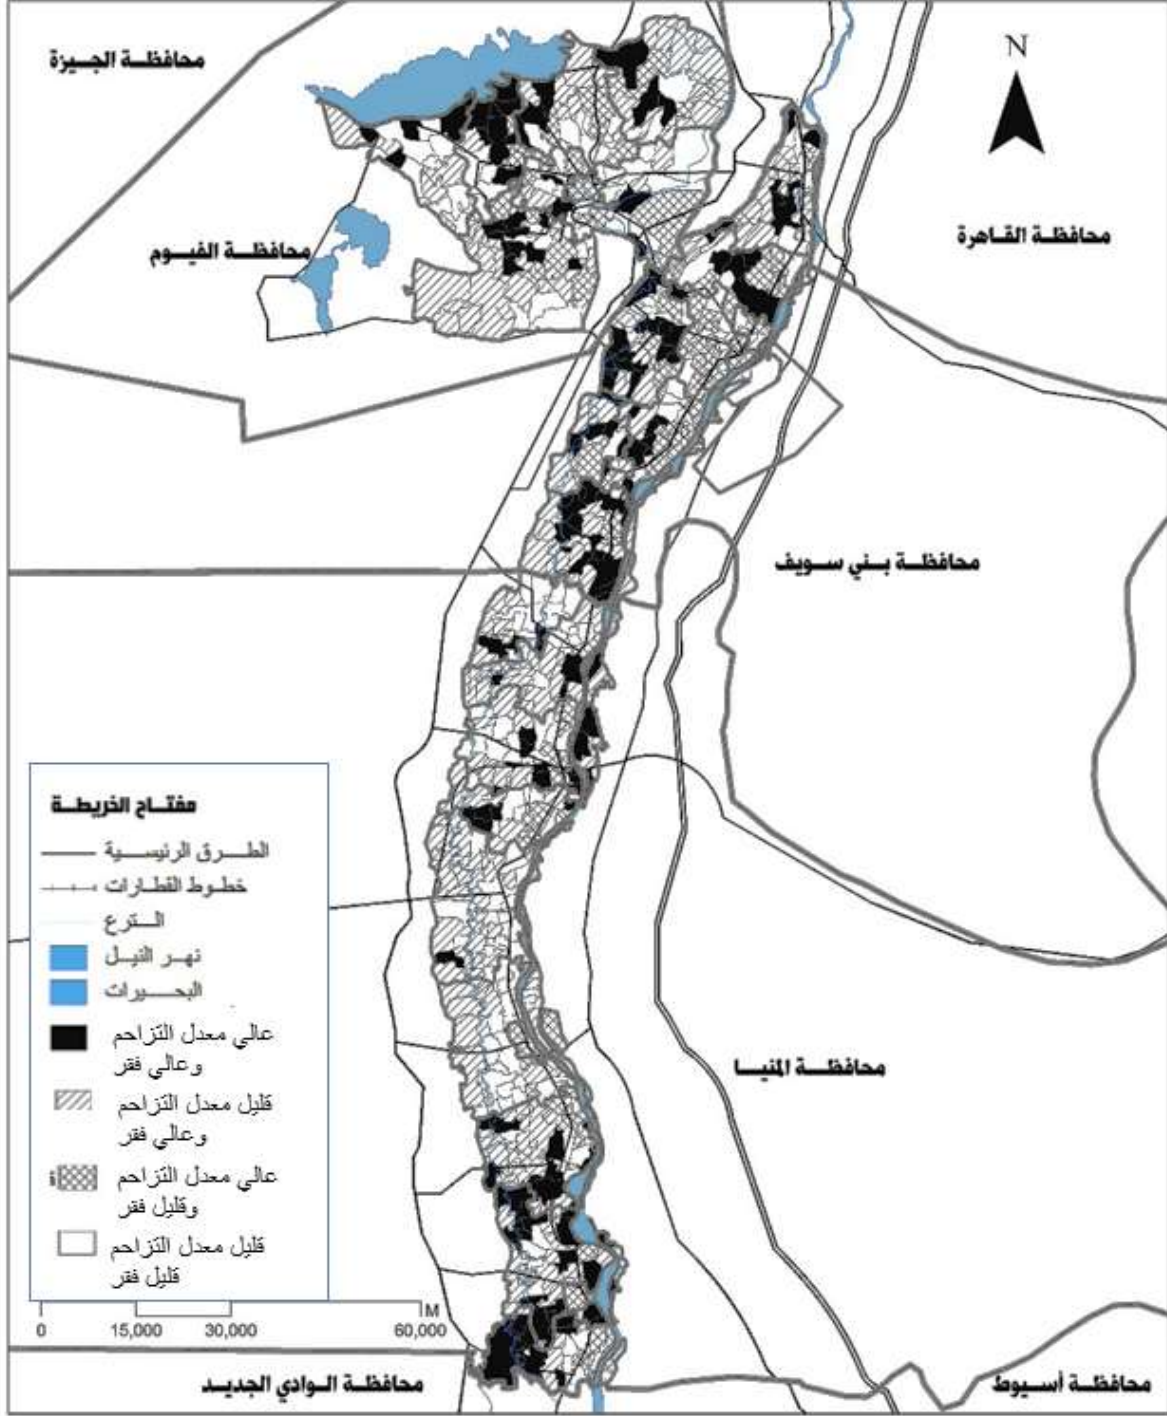 محافظة الجيزة
N
محافظة القاهرة
محافظة الفيوم
محافظة بني سويف
مفتاح الخريطة
الطرق الرئيسية
خطوط القطارات
الترع
نهر النيل
البحيرات
عالي معدل التزاحم
وعالي فقر
قليل معدل التزاحم
وعالي فقر
عالي معدل التزاحم
وقليل فقر
قليل معدل التزاحم
قليل فقر
محافظة المنيا
M
0 15,000 30,000 60,000
محافظة الوادي الجديد
محافظة أسيوط